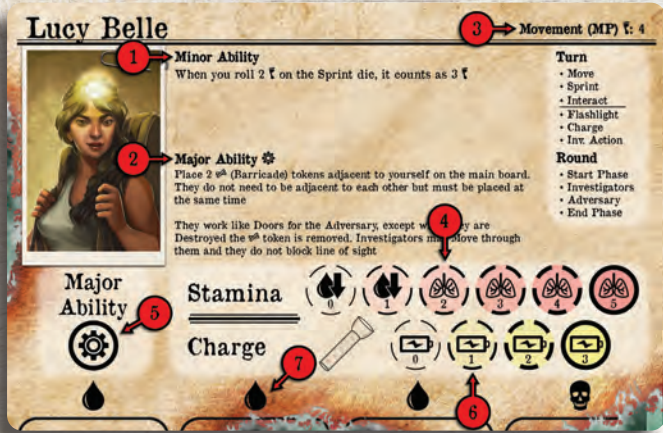 Lucy Belle
3 Movement (MP) : 4
1 Minor Ability
When you roll 2 on the Sprint die, it counts as 3
Turn
• Move
• Sprint
• Interact
• Flashlight
• Charge
• Inv. Action
Round
• Start Phase
• Investigators
• Adversary
• End Phase
2 Major Ability
Place 2 (Barricade) tokens adjacent to yourself on the main board.
They do not need to be adjacent to each other but must be placed at
the same time
They work like Doors for the Adversary, except they are
Destroyed the token is removed. Investigators Move through
them and they do not block line of sight
4
Major
Ability
5
Stamina
0 1 2 3 4 5
Charge
0 1 2 3
7
6